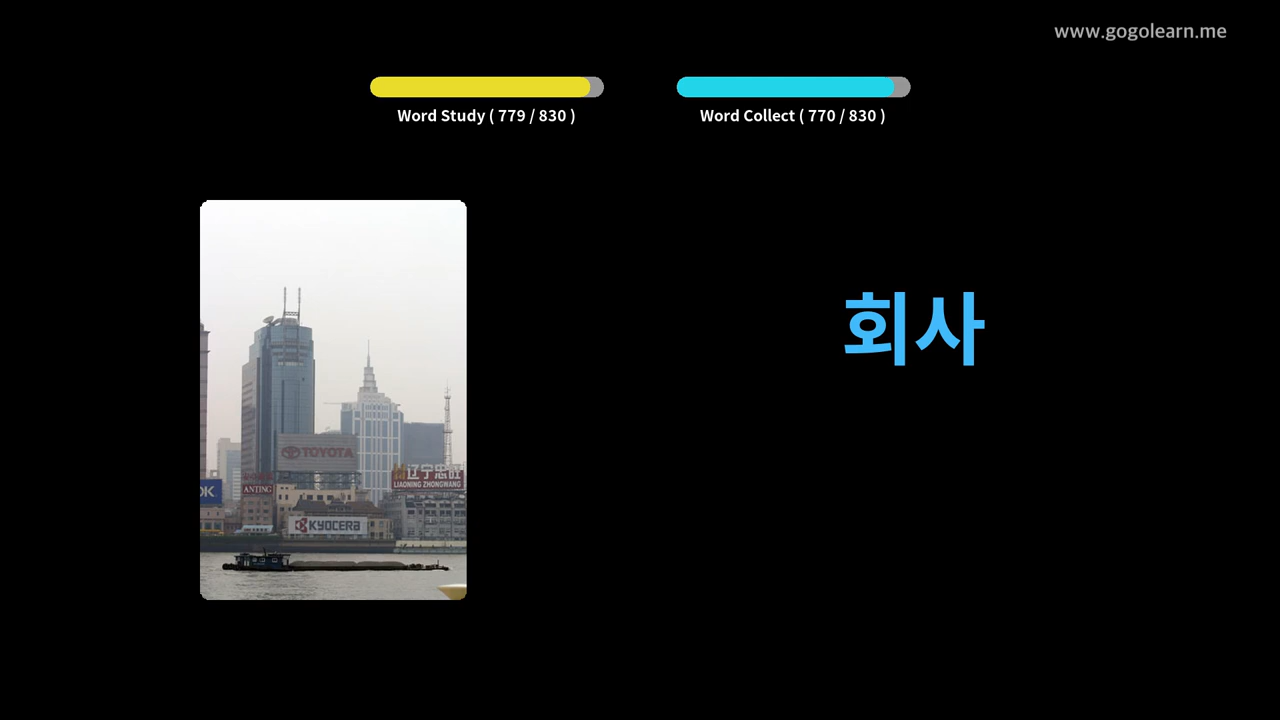 www.gogolearn.me
Word Study ( 779 / 830 )
Word Collect ( 770 / 830 )
회사
TOYOTA
辽宁忠旺
LIAONING ZHONGWANG
OK
ANTING
KYOCERA